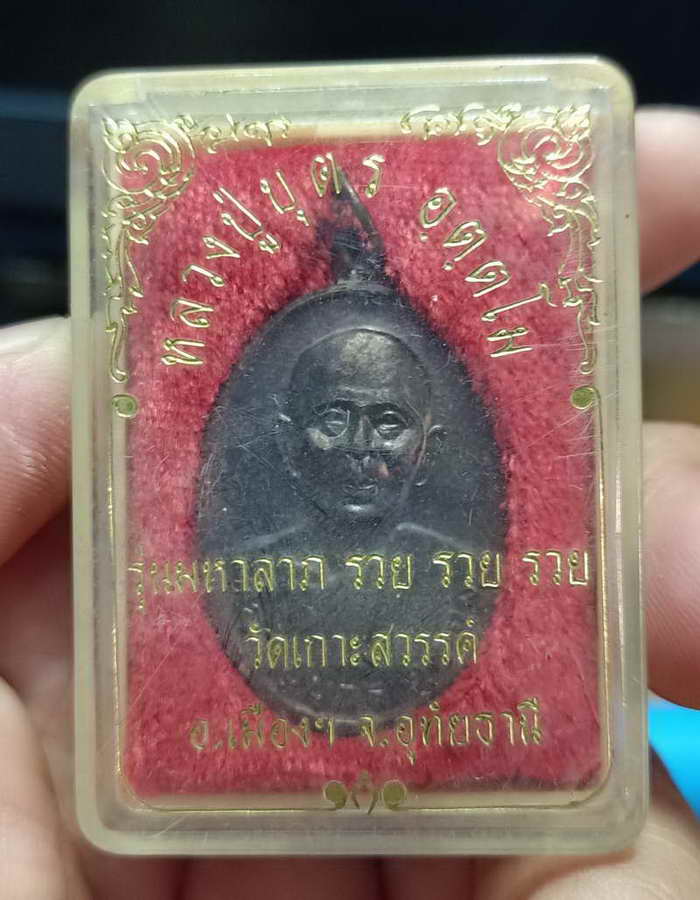 หลวงปู่บุตร อุตฺตโม
รุ่นมหาลาภ รวย รวย รวย
วัดเกาะสวรรค์
อ.เมืองฯ จ.อุทัยธานี